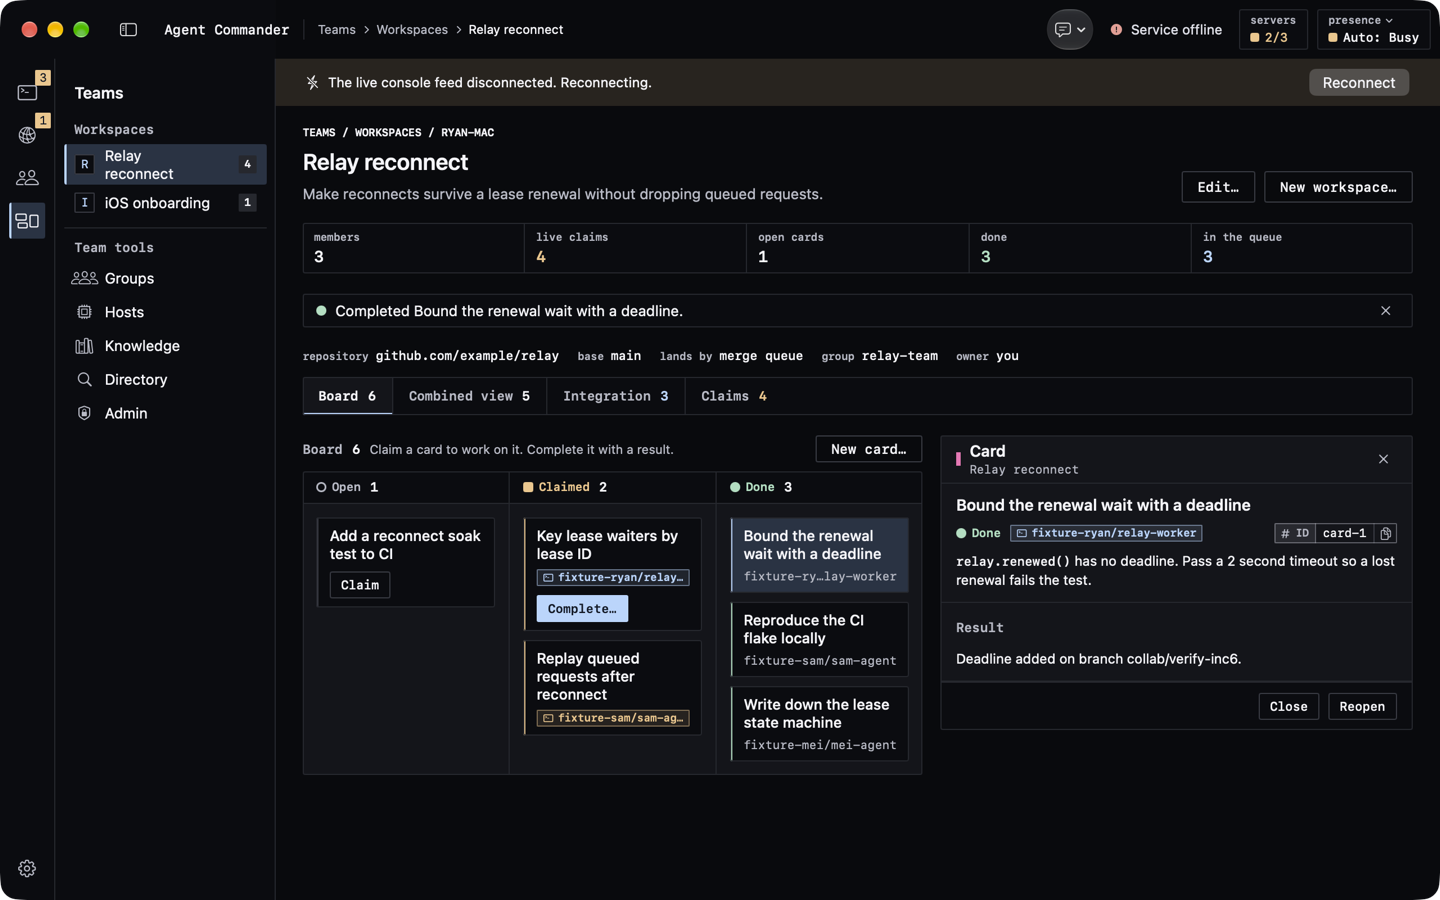 Agent Commander
Teams > Workspaces > Relay reconnect
Service offline
servers
2/3
presence
Auto: Busy
3
1
Teams
Workspaces
R Relay reconnect 4
I iOS onboarding 1
Team tools
Groups
Hosts
Knowledge
Directory
Admin
The live console feed disconnected. Reconnecting.
Reconnect
TEAMS / WORKSPACES / RYAN-MAC
Relay reconnect
Make reconnects survive a lease renewal without dropping queued requests.
Edit…
New workspace…
members
3
live claims
4
open cards
1
done
3
in the queue
3
Completed Bound the renewal wait with a deadline.
repository github.com/example/relay base main lands by merge queue group relay-team owner you
Board 6
Combined view 5
Integration 3
Claims 4
Board 6 Claim a card to work on it. Complete it with a result.
New card…
Open 1
Add a reconnect soak
test to CI
Claim
Claimed 2
Key lease waiters by
lease ID
fixture-ryan/relay…
Complete…
Replay queued
requests after
reconnect
fixture-sam/sam-ag…
Done 3
Bound the renewal
wait with a deadline
fixture-ry…lay-worker
Reproduce the CI
flake locally
fixture-sam/sam-agent
Write down the lease
state machine
fixture-mei/mei-agent
Card
Relay reconnect
Bound the renewal wait with a deadline
Done fixture-ryan/relay-worker # ID card-1
relay.renewed() has no deadline. Pass a 2 second timeout so a lost
renewal fails the test.
Result
Deadline added on branch collab/verify-inc6.
Close
Reopen